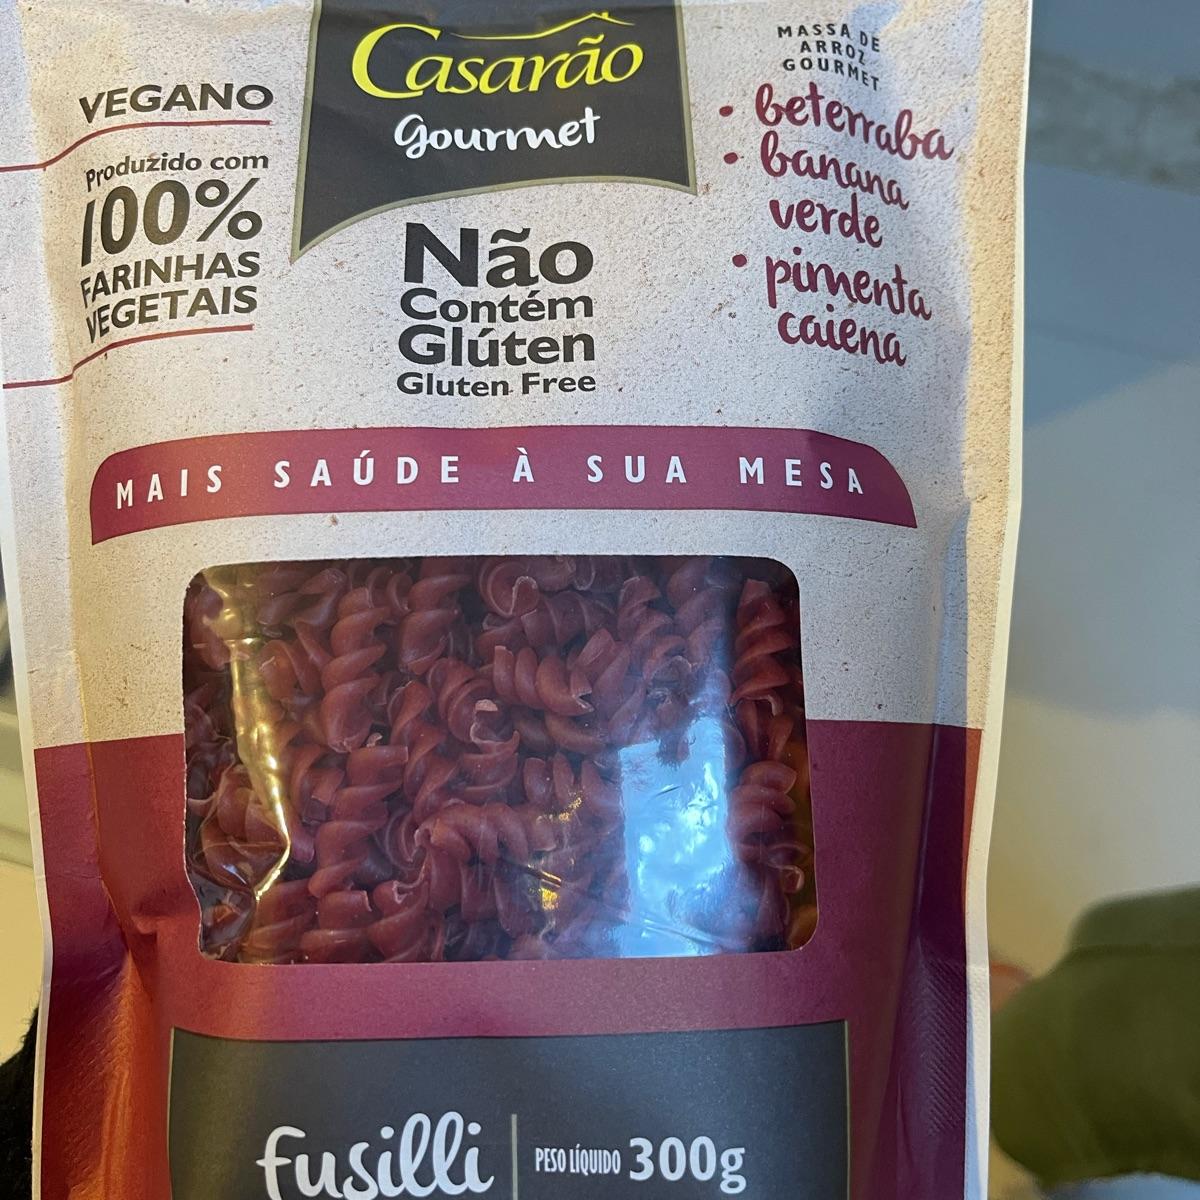 Casarão
Gourmet
VEGANO
Produzido com
100%
FARINHAS
VEGETAIS
Não
Contém
Glúten
Gluten Free
MASSA DE
ARROZ
GOURMET
• beterraba
• banana
verde
• pimenta
caiena
MAIS SAÚDE À SUA MESA
fusilli
PESO LÍQUIDO 300g